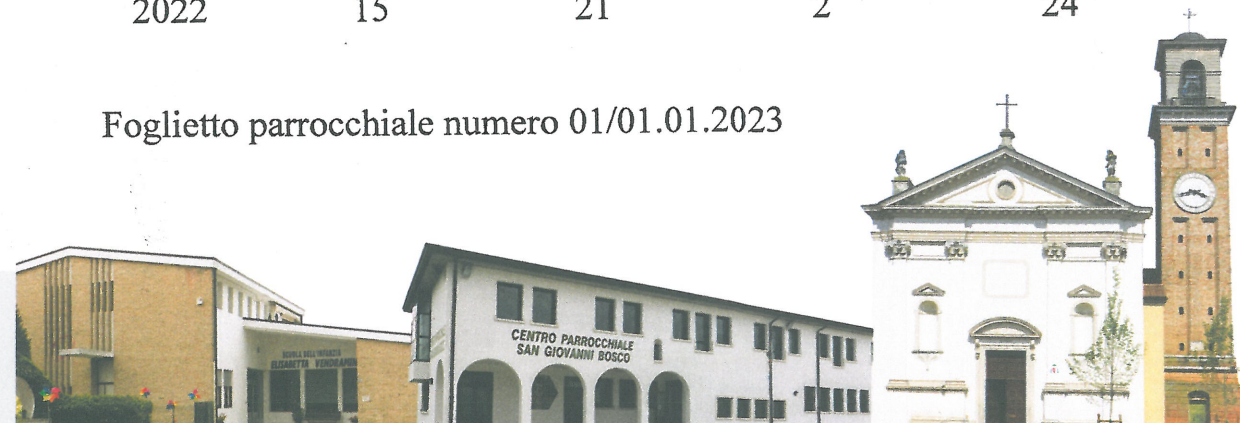 2022 15 21 2 24
Foglietto parrocchiale numero 01/01.01.2023
SCUOLA DELL'INFANZIA
ELISABETTA VENDRAMINI
CENTRO PARROCCHIALE
SAN GIOVANNI BOSCO